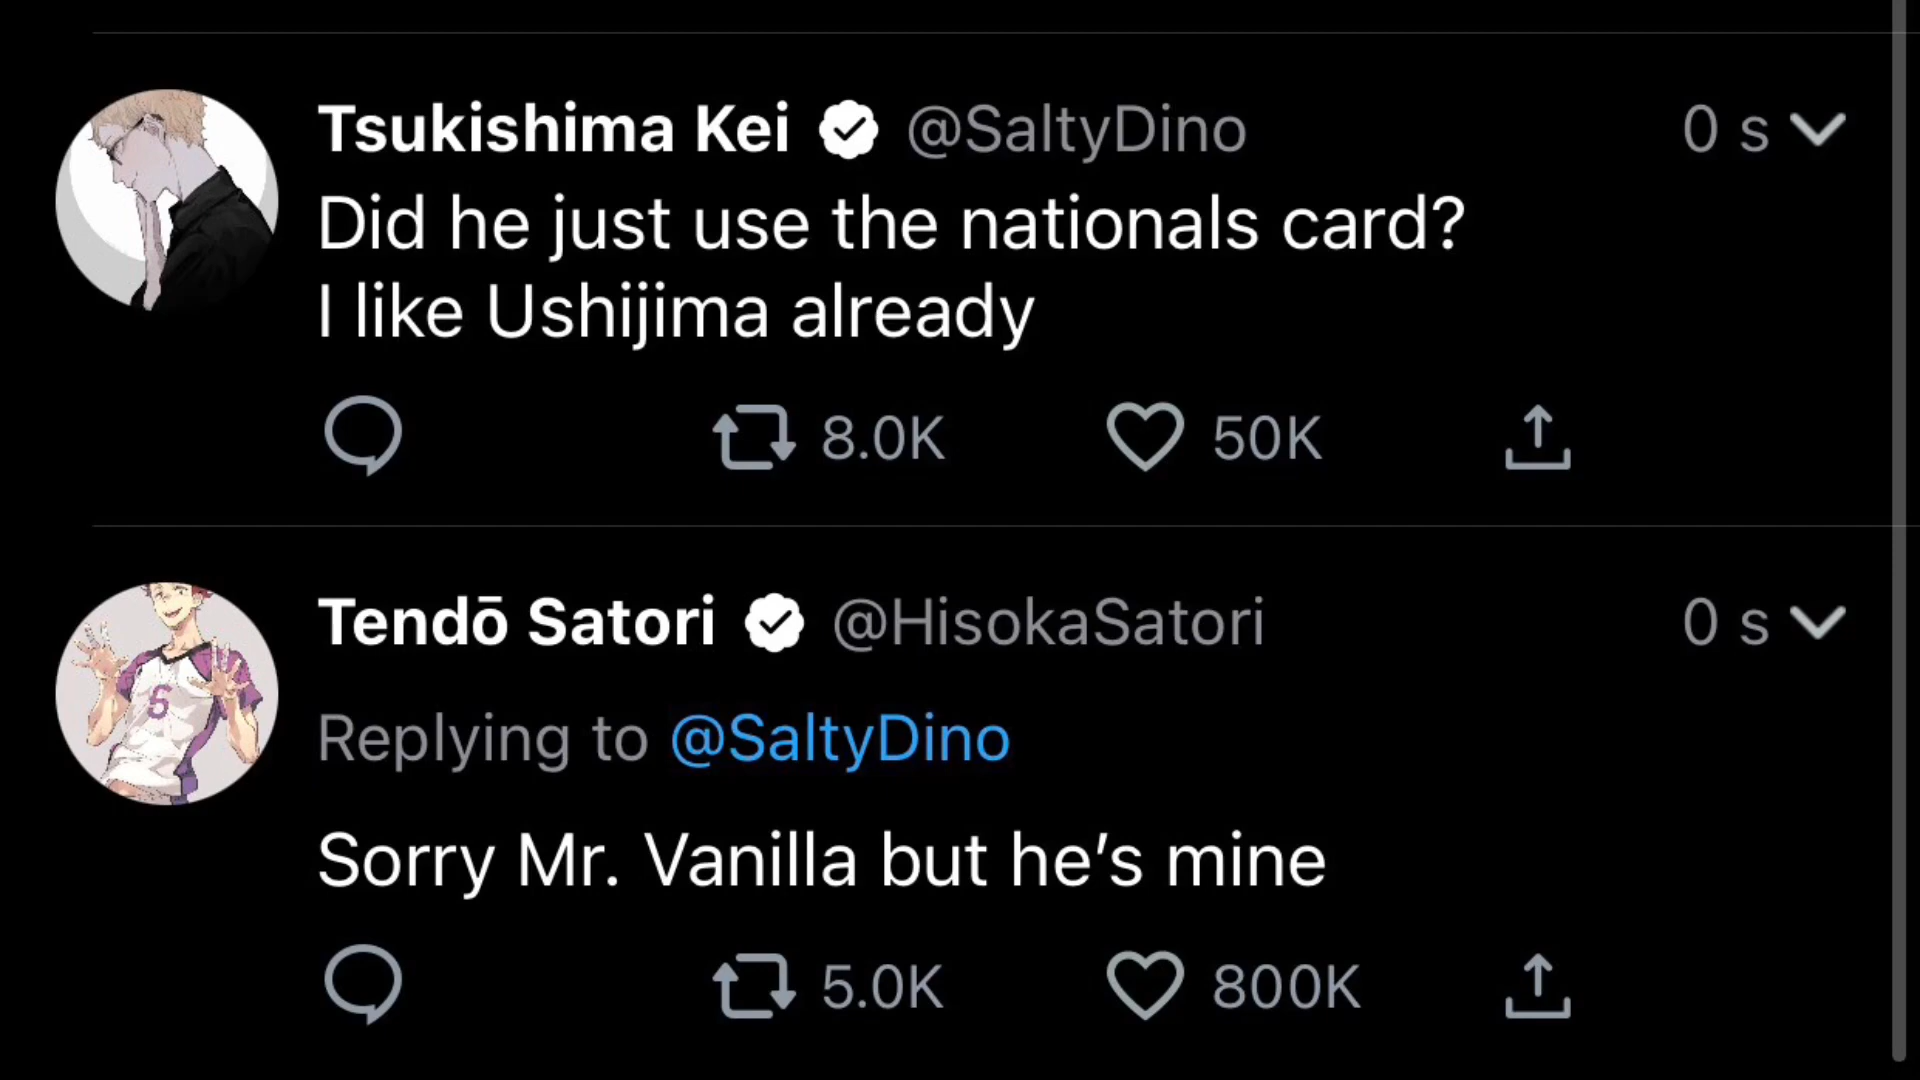 Tsukishima Kei @SaltyDino 0 s
Did he just use the nationals card?
I like Ushijima already
8.0K 50K
Tendō Satori @HisokaSatori 0 s
Replying to @SaltyDino
Sorry Mr. Vanilla but he’s mine
5.0K 800K